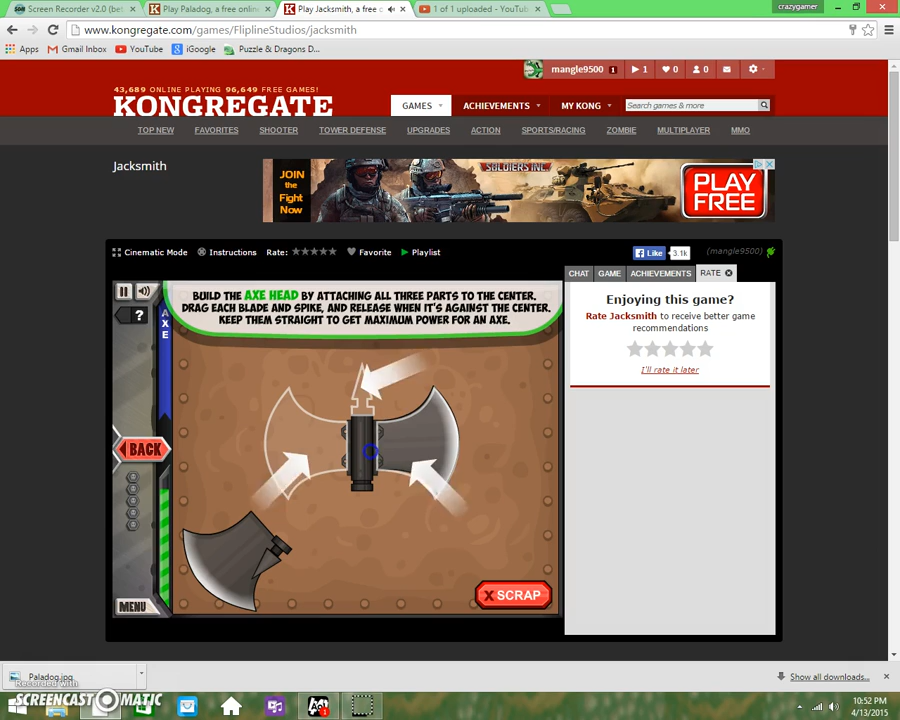 Screen Recorder v2.0 (be
Play Paladog, a free onlin
Play Jacksmith, a free o
1 of 1 uploaded - YouTub
crazygamer
www.kongregate.com/games/FliplineStudios/jacksmith
Apps Gmail Inbox YouTube iGoogle Puzzle & Dragons D...
mangle9500 1 1 0 0
43,689 ONLINE PLAYING 96,649 FREE GAMES!
KONGREGATE
GAMES ACHIEVEMENTS MY KONG Search games & more
TOP NEW FAVORITES SHOOTER TOWER DEFENSE UPGRADES ACTION SPORTS/RACING ZOMBIE MULTIPLAYER MMO
Jacksmith
JOIN
the
Fight
Now
SOLDIERS INC.
PLAY
FREE
Cinematic Mode Instructions Rate: Favorite Playlist
Like 3.1k (mangle9500)
CHAT GAME ACHIEVEMENTS RATE
Enjoying this game?
Rate Jacksmith to receive better game
recommendations
I'll rate it later
BUILD THE AXE HEAD BY ATTACHING ALL THREE PARTS TO THE CENTER.
DRAG EACH BLADE AND SPIKE, AND RELEASE WHEN IT'S AGAINST THE CENTER.
KEEP THEM STRAIGHT TO GET MAXIMUM POWER FOR AN AXE.
?
AXE
BACK
X SCRAP
MENU
Paladog.jpg
Show all downloads...
Recorded with
SCREENCAST-O-MATIC
10:52 PM
4/13/2015